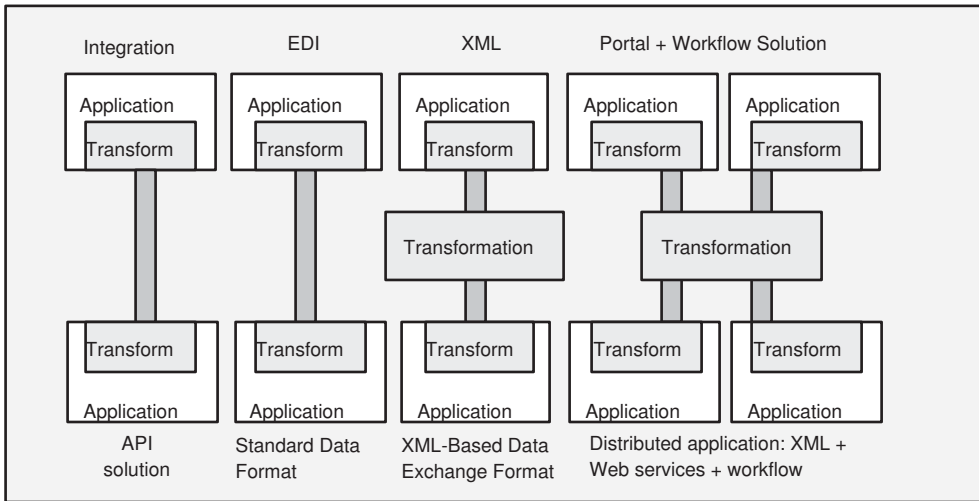 Integration EDI XML Portal + Workflow Solution
Application Application Application Application Application
Transform Transform Transform Transform Transform
Transformation Transformation
Transform Transform Transform Transform Transform
Application Application Application Application Application
API Standard Data XML-Based Data Distributed application: XML +
solution Format Exchange Format Web services + workflow